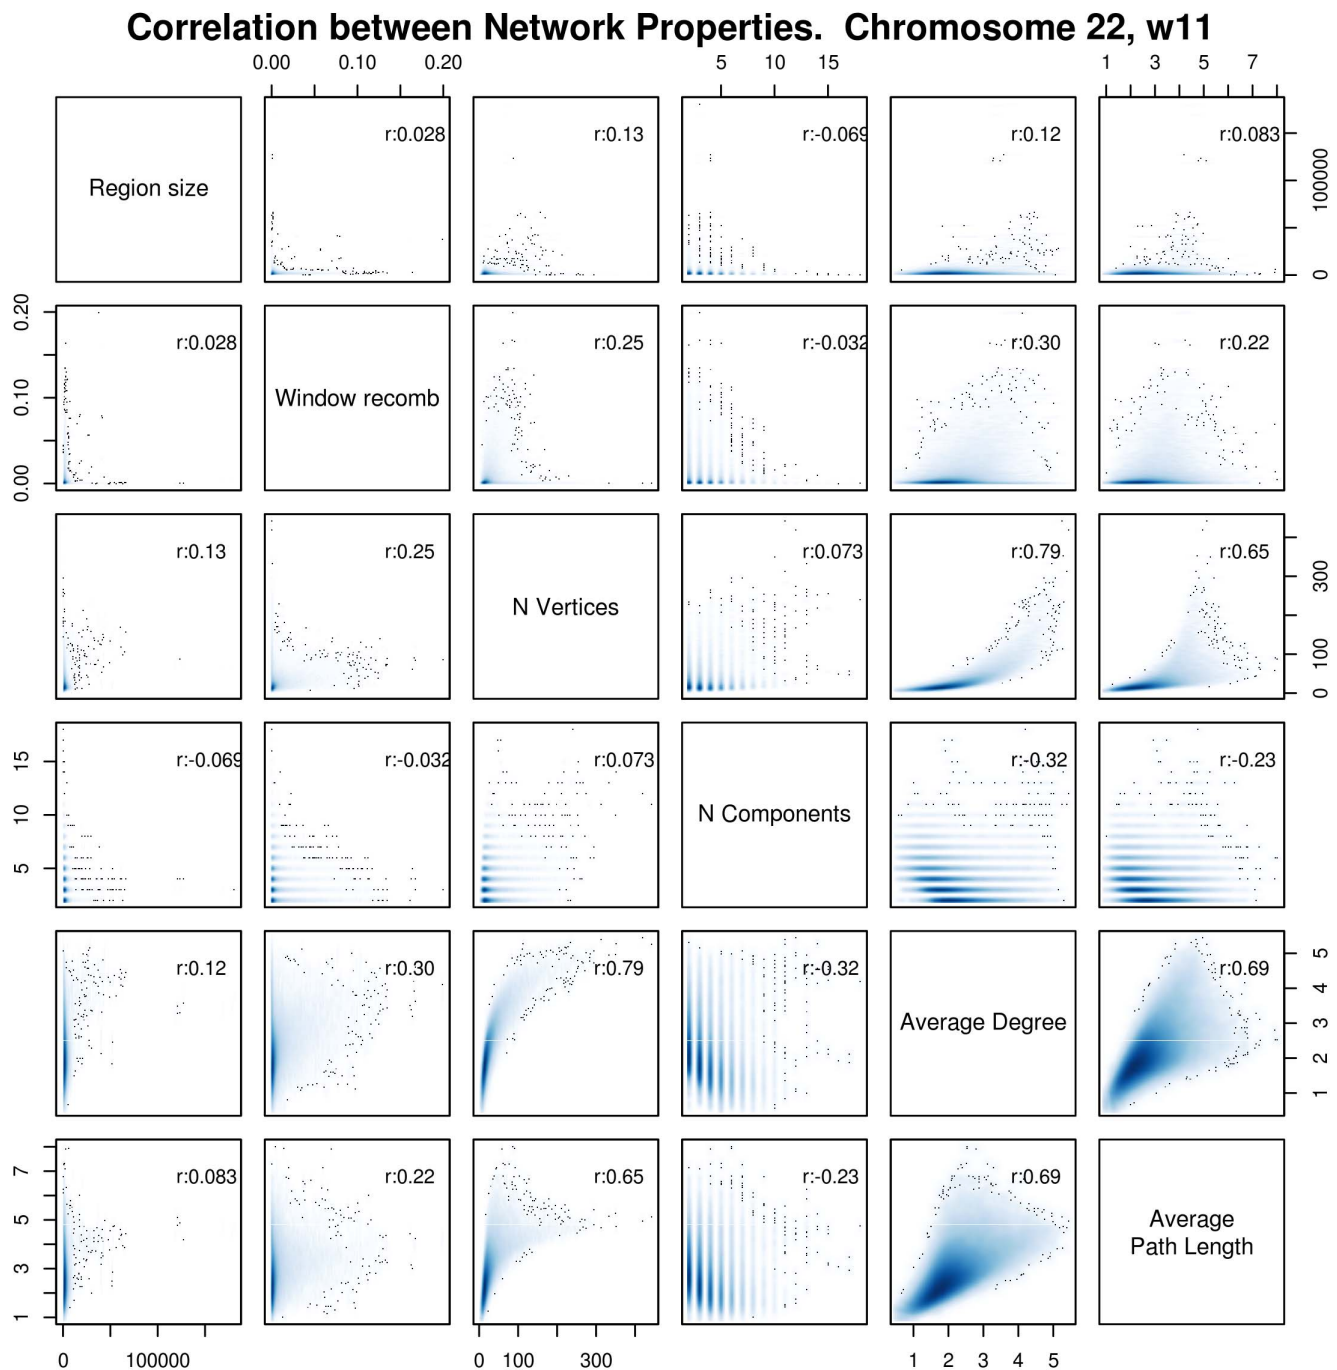 Correlation between Network Properties.  Chromosome 22, w11
0.00 0.10 0.20 5 10 15 1 3 5 7
Region size r:0.028 r:0.13 r:-0.069 r:0.12 r:0.083 0 100000
0.00 0.10 0.20 r:0.028 Window recomb r:0.25 r:-0.032 r:0.30 r:0.22
r:0.13 r:0.25 N Vertices r:0.073 r:0.79 r:0.65 0 100 300
5 10 15 r:-0.069 r:-0.032 r:0.073 N Components r:-0.32 r:-0.23
r:0.12 r:0.30 r:0.79 r:-0.32 Average Degree r:0.69 1 2 3 4 5
1 3 5 7 r:0.083 r:0.22 r:0.65 r:-0.23 r:0.69 Average
Path Length
0 100000 0 100 300 1 2 3 4 5